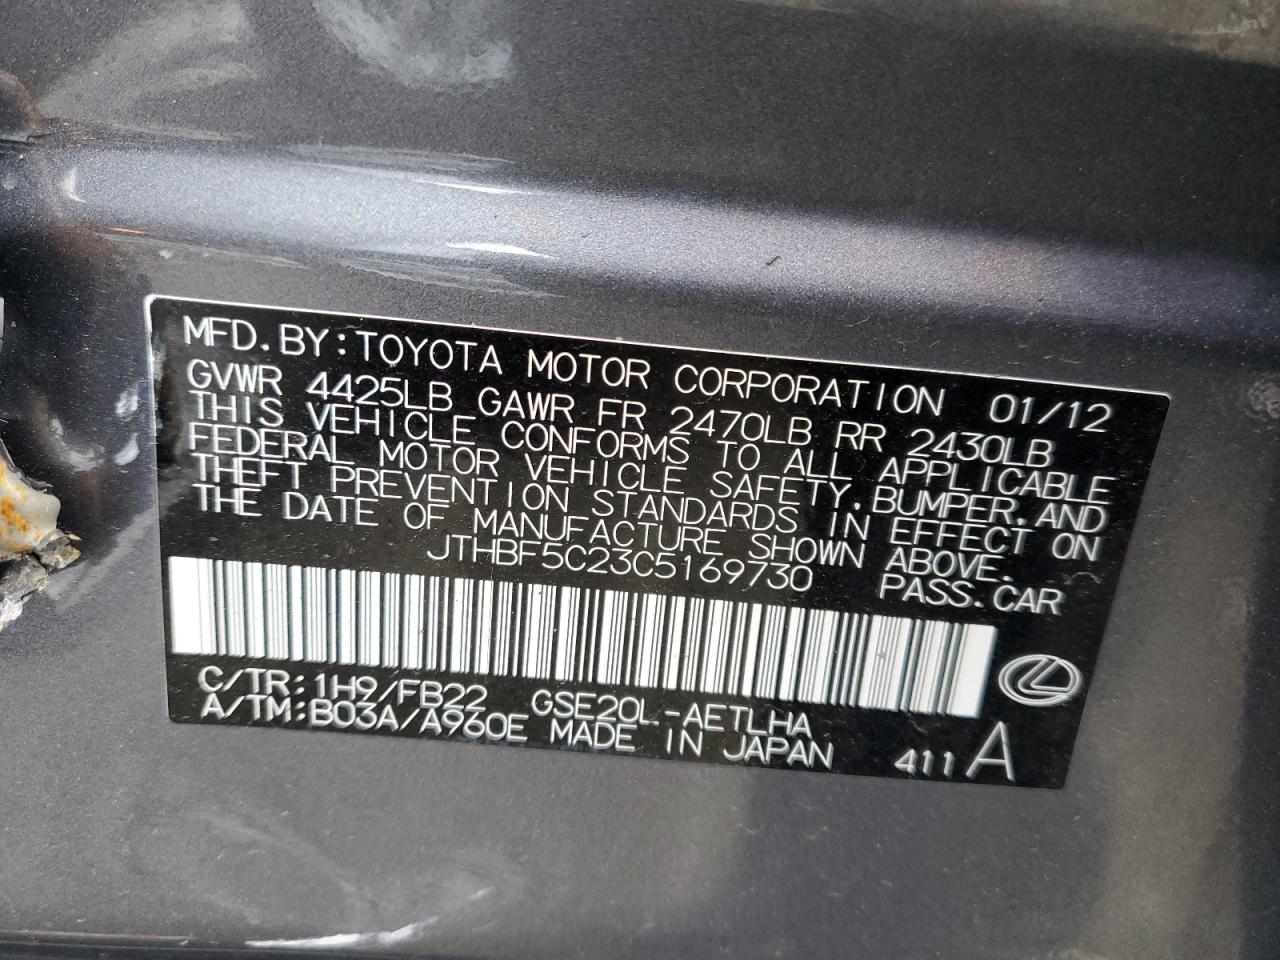 MFD.BY:TOYOTA MOTOR CORPORATION 01/12
GVWR 4425LB GAWR FR 2470LB RR 2430LB
THIS VEHICLE CONFORMS TO ALL APPLICABLE
FEDERAL MOTOR VEHICLE SAFETY,BUMPER,AND
THEFT PREVENTION STANDARDS IN EFFECT ON
THE DATE OF MANUFACTURE SHOWN ABOVE.
JTHBF5C23C5169730 PASS.CAR
C/TR:1H9/FB22 GSE20L-AETLHA
A/TM:B03A/A960E MADE IN JAPAN 411 A